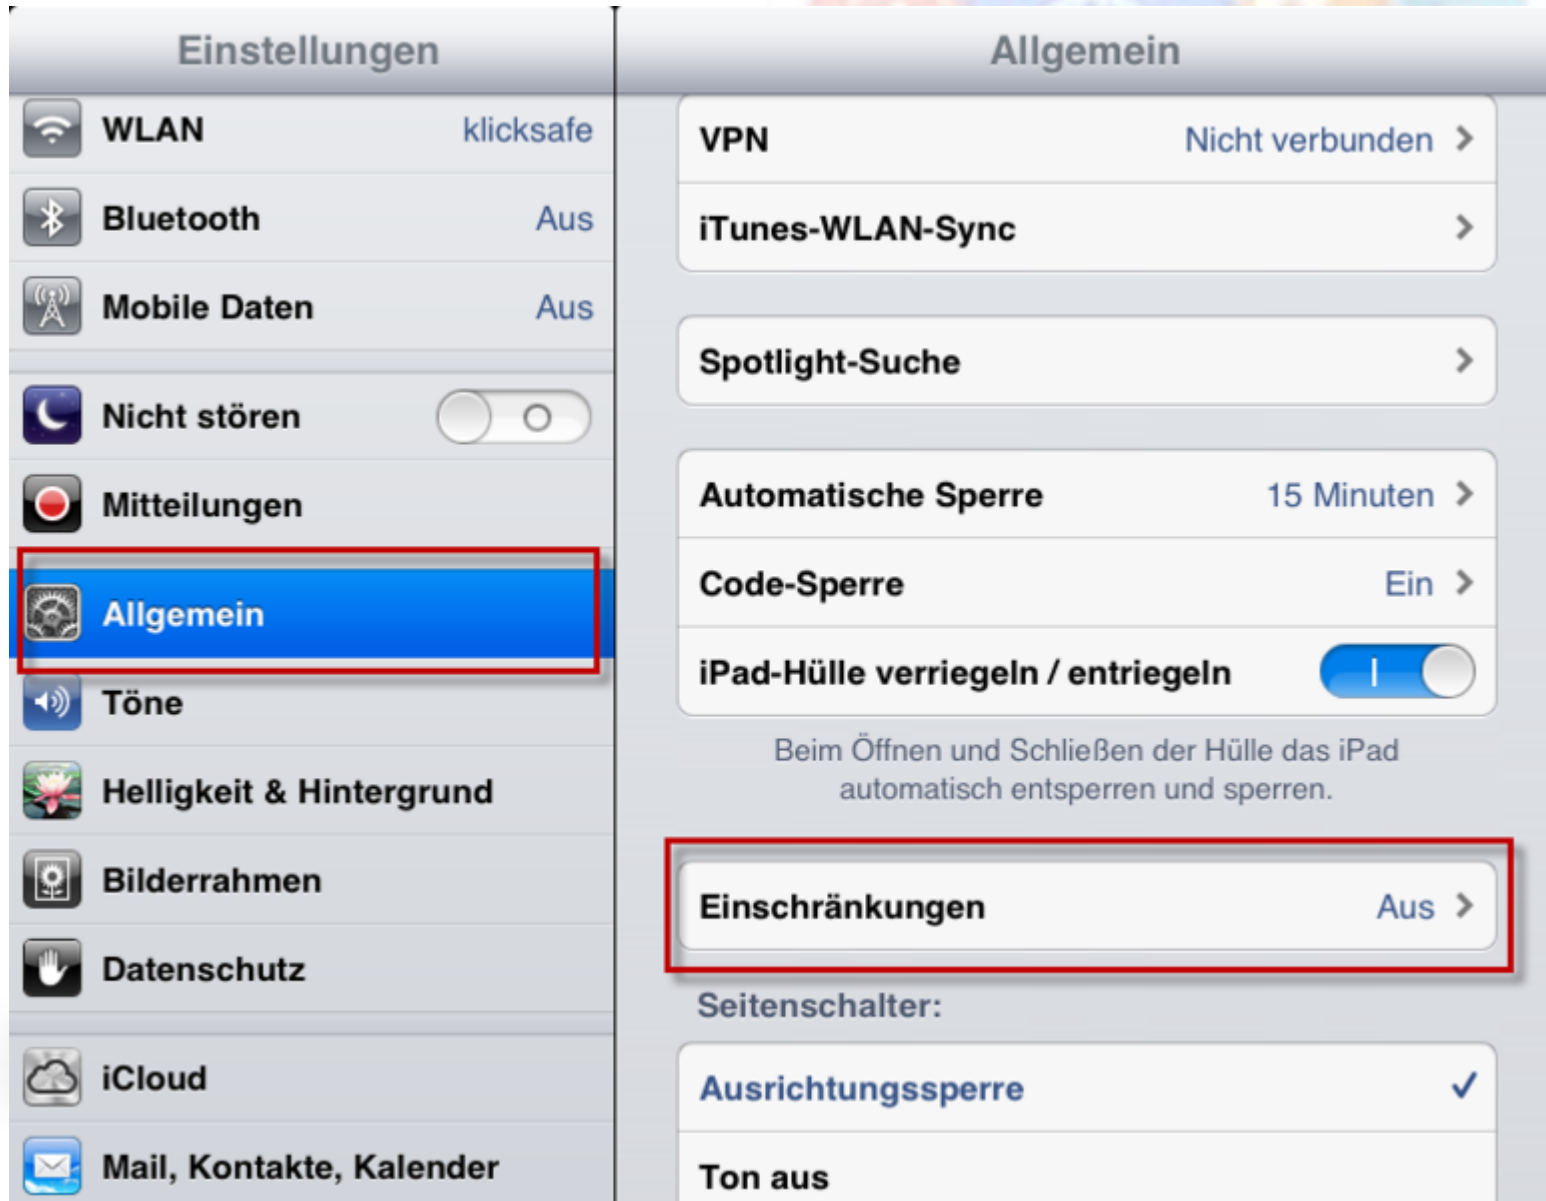 Einstellungen
WLAN klicksafe
Bluetooth Aus
Mobile Daten Aus
Nicht stören
Mitteilungen
Allgemein
Töne
Helligkeit & Hintergrund
Bilderrahmen
Datenschutz
iCloud
Mail, Kontakte, Kalender
Allgemein
VPN Nicht verbunden
iTunes-WLAN-Sync
Spotlight-Suche
Automatische Sperre 15 Minuten
Code-Sperre Ein
iPad-Hülle verriegeln / entriegeln
Beim Öffnen und Schließen der Hülle das iPad
automatisch entsperren und sperren.
Einschränkungen Aus
Seitenschalter:
Ausrichtungssperre
Ton aus